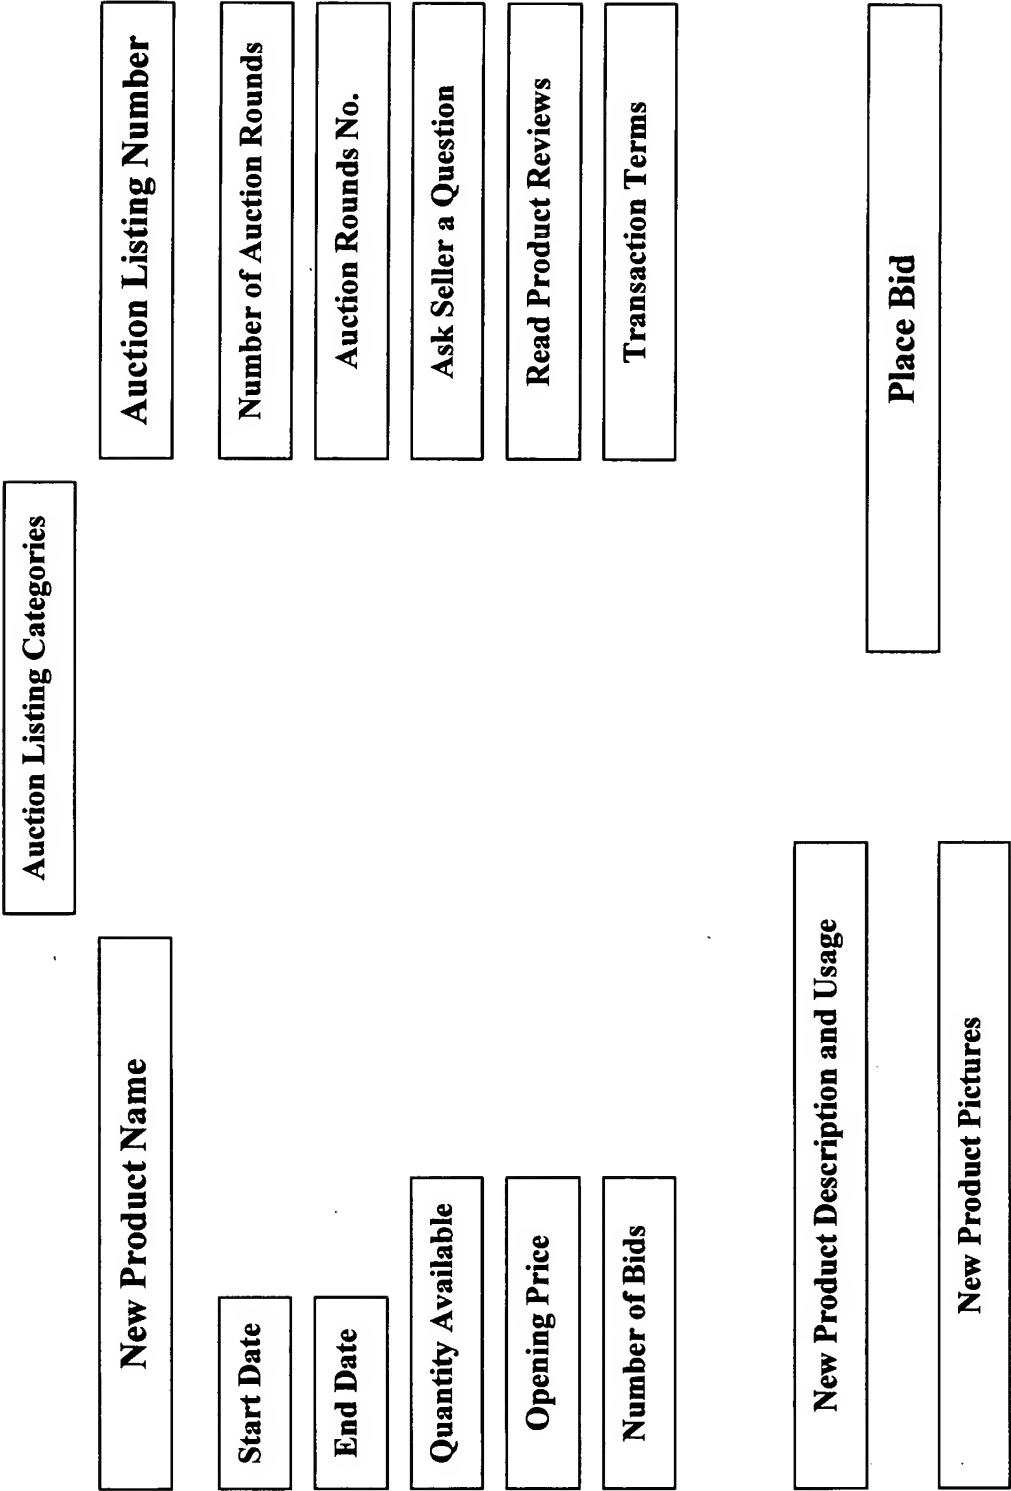 Auction Listing Categories
New Product Name
Auction Listing Number
Start Date
Number of Auction Rounds
End Date
Auction Rounds No.
Quantity Available
Ask Seller a Question
Opening Price
Read Product Reviews
Number of Bids
Transaction Terms
New Product Description and Usage
Place Bid
New Product Pictures